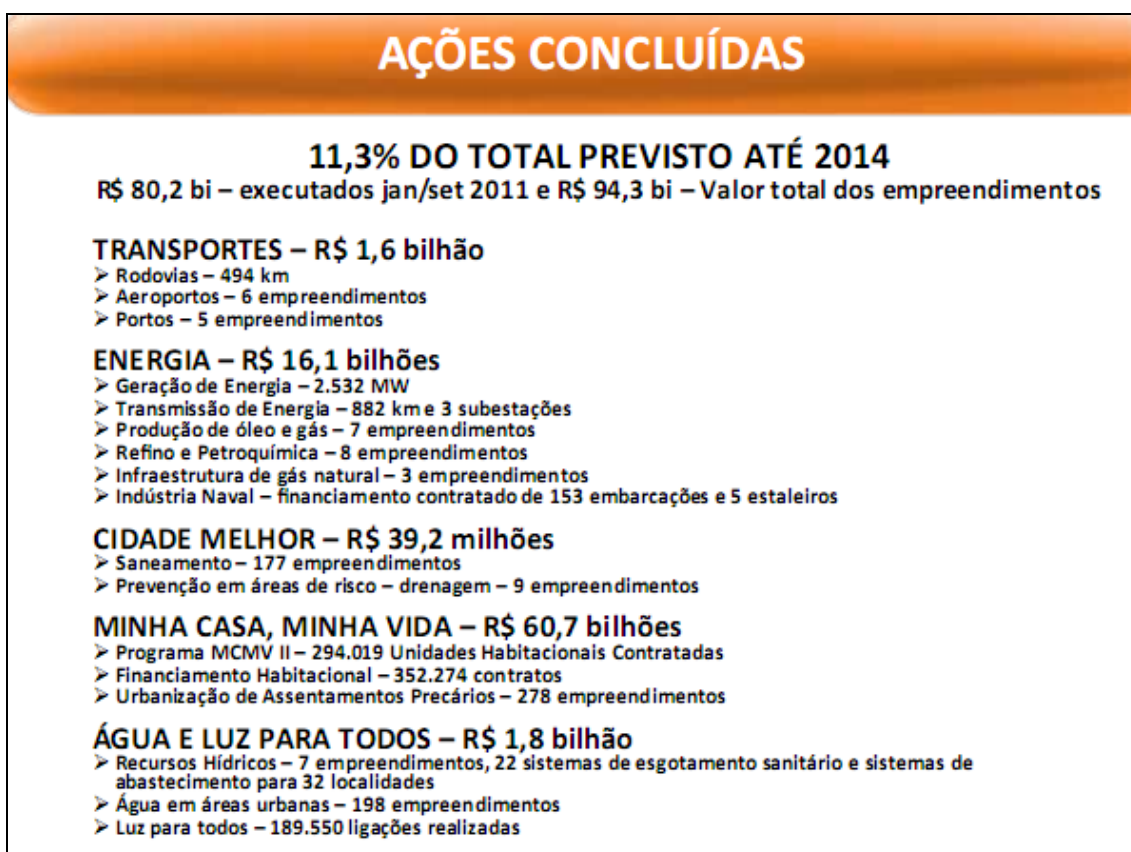 AÇÕES CONCLUÍDAS
11,3% DO TOTAL PREVISTO ATÉ 2014
R$ 80,2 bi – executados jan/set 2011 e R$ 94,3 bi – Valor total dos empreendimentos
TRANSPORTES – R$ 1,6 bilhão
➢ Rodovias – 494 km
➢ Aeroportos – 6 empreendimentos
➢ Portos – 5 empreendimentos
ENERGIA – R$ 16,1 bilhões
➢ Geração de Energia – 2.532 MW
➢ Transmissão de Energia – 882 km e 3 subestações
➢ Produção de óleo e gás – 7 empreendimentos
➢ Refino e Petroquímica – 8 empreendimentos
➢ Infraestrutura de gás natural – 3 empreendimentos
➢ Indústria Naval – financiamento contratado de 153 embarcações e 5 estaleiros
CIDADE MELHOR – R$ 39,2 milhões
➢ Saneamento – 177 empreendimentos
➢ Prevenção em áreas de risco – drenagem – 9 empreendimentos
MINHA CASA, MINHA VIDA – R$ 60,7 bilhões
➢ Programa MCMV II – 294.019 Unidades Habitacionais Contratadas
➢ Financiamento Habitacional – 352.274 contratos
➢ Urbanização de Assentamentos Precários – 278 empreendimentos
ÁGUA E LUZ PARA TODOS – R$ 1,8 bilhão
➢ Recursos Hídricos – 7 empreendimentos, 22 sistemas de esgotamento sanitário e sistemas de
abastecimento para 32 localidades
➢ Água em áreas urbanas – 198 empreendimentos
➢ Luz para todos – 189.550 ligações realizadas